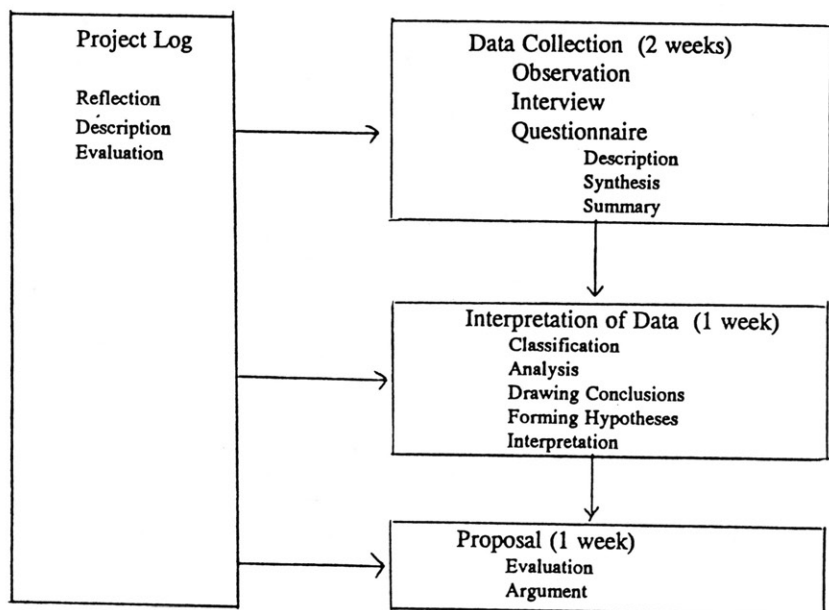 Project Log
Reflection
Description
Evaluation
Data Collection (2 weeks)
Observation
Interview
Questionnaire
Description
Synthesis
Summary
Interpretation of Data (1 week)
Classification
Analysis
Drawing Conclusions
Forming Hypotheses
Interpretation
Proposal (1 week)
Evaluation
Argument